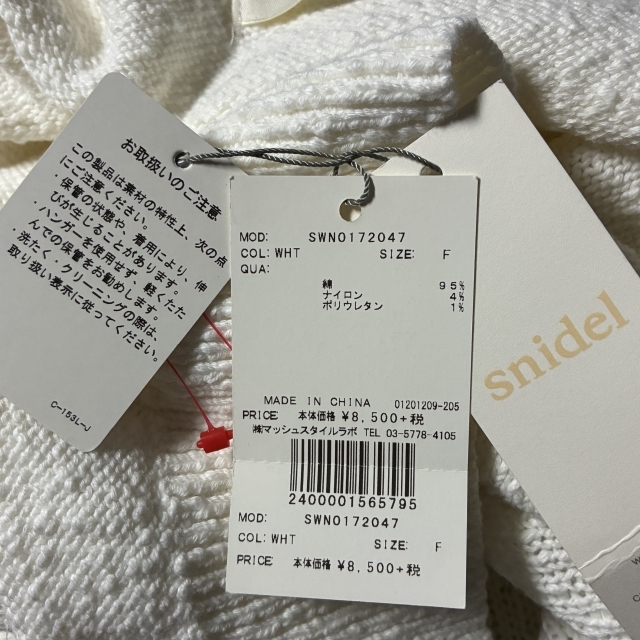 お取扱いのご注意
この製品は素材の特性上、次の点
にご注意ください。
・保管の状態や、着用により、伸
びが生じることがあります。
・ハンガーを使用せず、軽くたた
んでの保管をお勧めします。
洗たく、クリーニングの際は、
取り扱い表示に従ってください。
C-153L-J
MOD: SWN0172047
COL: WHT SIZE: F
QUA:
綿 95%
ナイロン 4%
ポリウレタン 1%
MADE IN CHINA 01201209-205
PRICE 本体価格 ¥8,500+税
㈱マッシュスタイルラボ TEL 03-5778-4105
2400001565795
MOD: SWN0172047
COL: WHT SIZE: F
PRICE 本体価格 ¥8,500+税
snidel